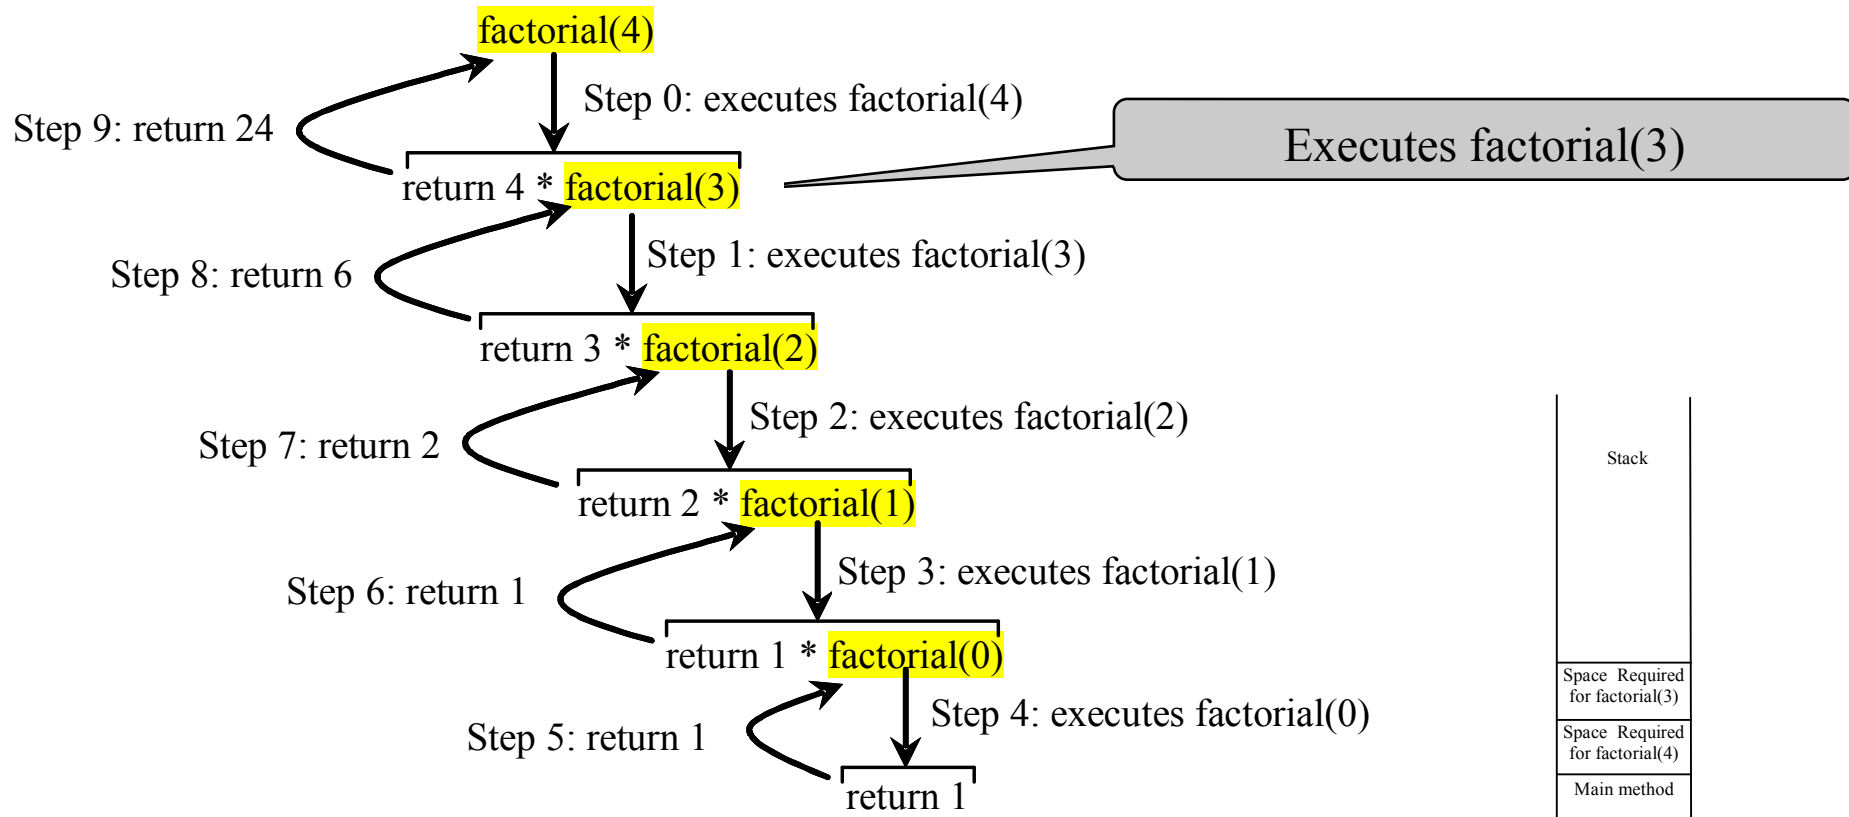 factorial(4)
Step 0: executes factorial(4)
Step 9: return 24
Executes factorial(3)
return 4 * factorial(3)
Step 1: executes factorial(3)
Step 8: return 6
return 3 * factorial(2)
Step 2: executes factorial(2)
Step 7: return 2
return 2 * factorial(1)
Step 3: executes factorial(1)
Step 6: return 1
return 1 * factorial(0)
Step 4: executes factorial(0)
Step 5: return 1
return 1
Stack
Space Required
for factorial(3)
Space Required
for factorial(4)
Main method